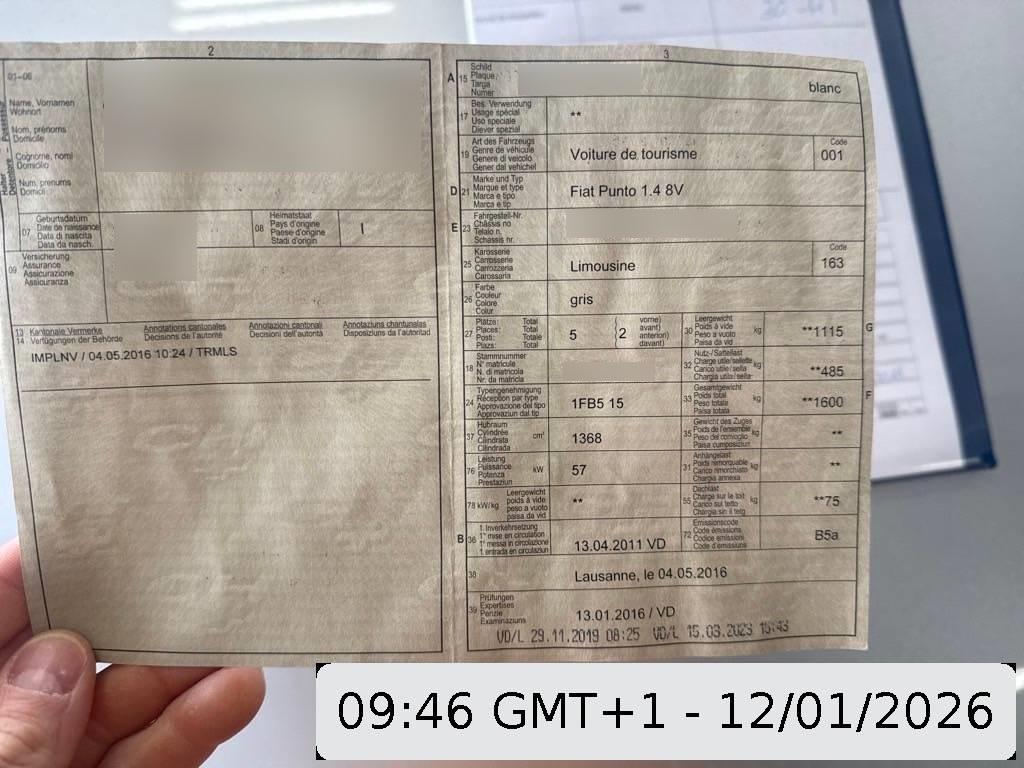 2
01-06
Name, Vornamen
Wohnort
Nom, prénoms
Domicile
Cognome, nomi
Domicilio
Num, prenums
Domicil
07
Geburtsdatum
Date de naissance
Data di nascita
Data da nasch.
08
Heimatstaat
Pays d'origine
Paese d'origine
Stadi d'origin
I
09
Versicherung
Assurance
Assicurazione
Assicuranza
13 Kantonale Vermerke
14 Verfügungen der Behörde
Annotations cantonales
Décisions de l'autorité
Annotazioni cantonali
Decisioni dell'autorità
Annotaziuns chantunalas
Disposiziuns da l'autoritad
IMPLNV / 04.05.2016 10:24 / TRMLS
3
A 15
Schild
Plaque
Targa
Numer
blanc
17
Bes. Verwendung
Usage spécial
Uso speciale
Diever spezial
**
19
Art des Fahrzeugs
Genre de véhicule
Genere di veicolo
Gener dal vehichel
Voiture de tourisme
Code
001
D 21
Marke und Typ
Marque et type
Marca e tipo
Marca e tip
Fiat Punto 1.4 8V
E 23
Fahrgestell-Nr.
Châssis no
Telaio n.
Schassis nr.
25
Karosserie
Carrosserie
Carrozzeria
Carossaria
Limousine
Code
163
26
Farbe
Couleur
Colore
Colur
gris
27
Plätze: Total
Places: Total
Posti: Totale
Plazs: Total
5
2
vorne)
avant)
anteriori)
davant)
30
Leergewicht
Poids à vide
Peso a vuoto
Paisa da vid
kg
**1115
G
18
Stammnummer
N° matricule
N. di matricola
Nr. da matricla
32
Nutz-/Sattellast
Charge utile/sellette
Carico utile/sella
Chargia utila/sella
kg
**485
24
Typengenehmigung
Réception par type
Approvazione del tipo
Approvaziun dal tip
1FB5 15
33
Gesamtgewicht
Poids total
Peso totale
Paisa totala
kg
**1600
F
37
Hubraum
Cylindrée
Cilindrata
Cilindrada
cm³
1368
35
Gewicht des Zuges
Poids de l'ensemble
Peso del convoglio
Paisa cumposiziun
kg
**
76
Leistung
Puissance
Potenza
Prestaziun
kW
57
31
Anhängelast
Poids remorquable
Carico rimorchiato
Chargia annexa
kg
**
78 kW/kg
Leergewicht
poids à vide
peso a vuoto
paisa da vid
**
55
Dachlast
Charge sur le toit
Carico sul tetto
Chargia sin il tetg
kg
**75
B 36
1. Inverkehrsetzung
1re mise en circulation
1a messa in circolazione
1. entrada en circulaziun
13.04.2011 VD
72
Emissionscode
Code émissions
Codice emissioni
Code d'emissiuns
B5a
38
Lausanne, le 04.05.2016
39
Prüfungen
Expertises
Perizie
Examinaziuns
13.01.2016 / VD
VD/L 29.11.2019 08:25 VD/L 15.03.2023
09:46 GMT+1 - 12/01/2026